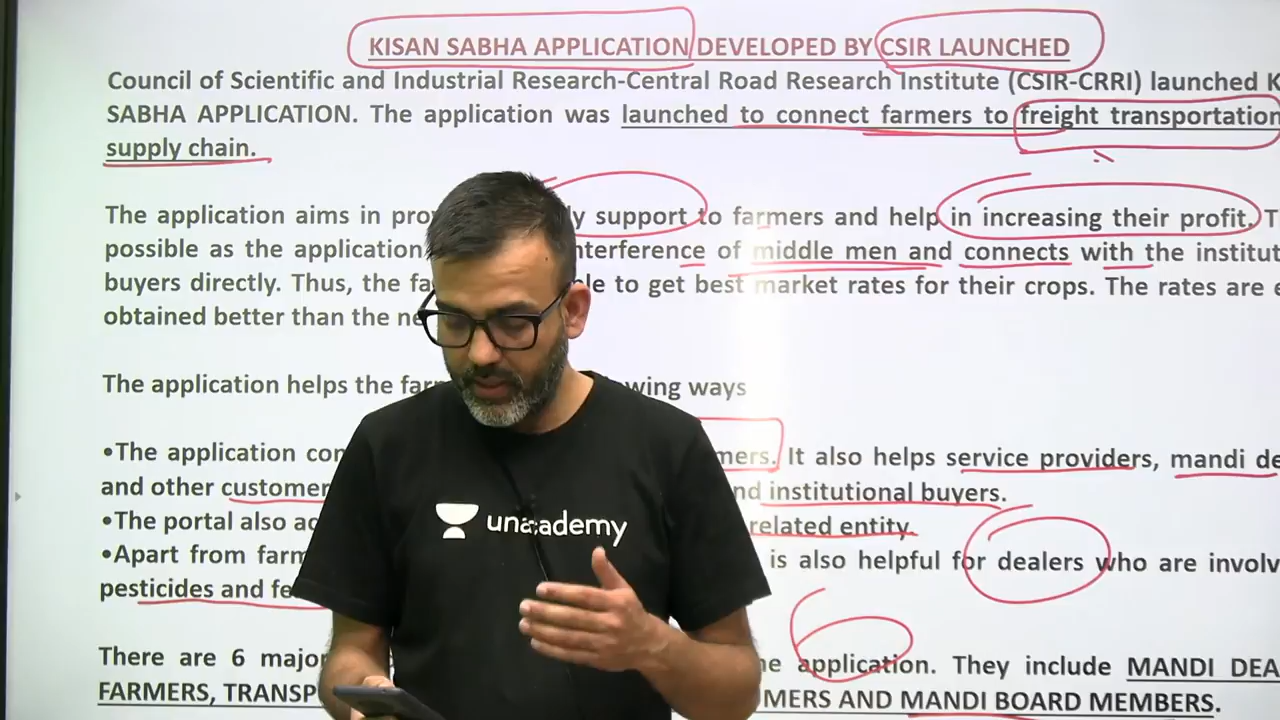 KISAN SABHA APPLICATION DEVELOPED BY CSIR LAUNCHED
Council of Scientific and Industrial Research-Central Road Research Institute (CSIR-CRRI) launched K
SABHA APPLICATION. The application was launched to connect farmers to freight transportation
supply chain.
The application aims in support to farmers and help in increasing their profit. T
possible as the application of middle men and connects with the institut
buyers directly. Thus, the fa to get best market rates for their crops. The rates are e
obtained better than the ne
The application helps the far ways
•The application con mers. It also helps service providers, mandi de
and other customer institutional buyers.
•The portal also ac related entity.
•Apart from farm is also helpful for dealers who are involv
pesticides and fe
There are 6 major application. They include MANDI DEA
FARMERS, TRANSP OMERS AND MANDI BOARD MEMBERS.
unacademy
6